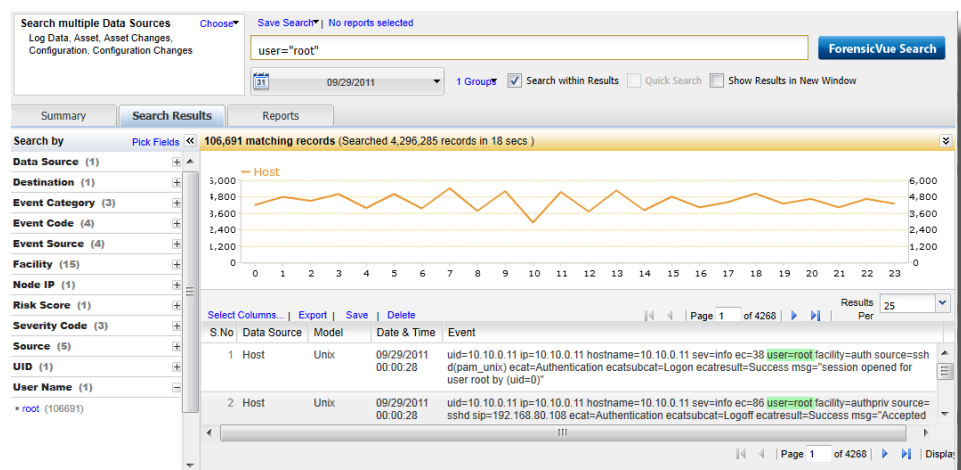 Search multiple Data Sources
Choose
Log Data, Asset, Asset Changes,
Configuration, Configuration Changes
Save Search | No reports selected
user="root"
ForensicVue Search
31 09/29/2011
1 Groups
Search within Results
Quick Search
Show Results in New Window
Summary
Search Results
Reports
Search by
Pick Fields
106,691 matching records (Searched 4,296,285 records in 18 secs )
Data Source (1)
Destination (1)
Event Category (3)
Event Code (4)
Event Source (4)
Facility (15)
Node IP (1)
Risk Score (1)
Severity Code (3)
Source (5)
UID (1)
User Name (1)
• root (106691)
Host
6,000 6,000
4,800 4,800
3,600 3,600
2,400 2,400
1,200 1,200
0 0
0 1 2 3 4 5 6 7 8 9 10 11 12 13 14 15 16 17 18 19 20 21 22 23
Select Columns... | Export | Save | Delete
Page 1 of 4268 |
Results Per
25
S.No Data Source Model Date & Time Event
1 Host Unix 09/29/2011 00:00:28
uid=10.10.0.11 ip=10.10.0.11 hostname=10.10.0.11 sev=info ec=38 user=root facility=auth source=ssh
d(pam_unix) ecat=Authentication ecatsubcat=Logon ecatresult=Success msg="session opened for
user root by (uid=0)"
2 Host Unix 09/29/2011 00:00:28
uid=10.10.0.11 ip=10.10.0.11 hostname=10.10.0.11 sev=info ec=86 user=root facility=authpriv source=
sshd sip=192.168.80.108 ecat=Authentication ecatsubcat=Logoff ecatresult=Success msg="Accepted
Page 1 of 4268 | Display